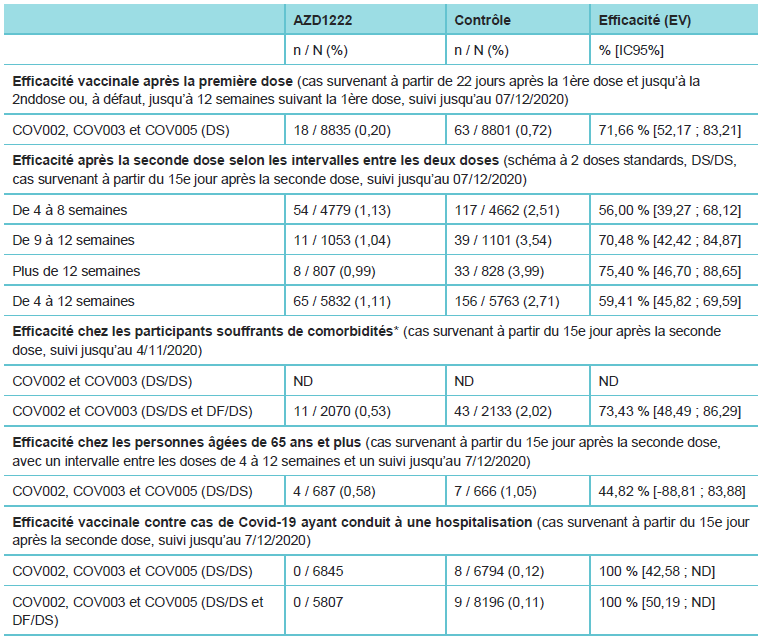 AZD1222 Contrôle Efficacité (EV)
n / N (%) n / N (%) % [IC95%]
Efficacité vaccinale après la première dose (cas survenant à partir de 22 jours après la 1ère dose et jusqu'à la
2nddose ou, à défaut, jusqu'à 12 semaines suivant la 1ère dose, suivi jusqu'au 07/12/2020)
COV002, COV003 et COV005 (DS) 18 / 8835 (0,20) 63 / 8801 (0,72) 71,66 % [52,17 ; 83,21]
Efficacité après la seconde dose selon les intervalles entre les deux doses (schéma à 2 doses standards, DS/DS,
cas survenant à partir du 15e jour après la seconde dose, suivi jusqu'au 07/12/2020)
De 4 à 8 semaines 54 / 4779 (1,13) 117 / 4662 (2,51) 56,00 % [39,27 ; 68,12]
De 9 à 12 semaines 11 / 1053 (1,04) 39 / 1101 (3,54) 70,48 % [42,42 ; 84,87]
Plus de 12 semaines 8 / 807 (0,99) 33 / 828 (3,99) 75,40 % [46,70 ; 88,65]
De 4 à 12 semaines 65 / 5832 (1,11) 156 / 5763 (2,71) 59,41 % [45,82 ; 69,59]
Efficacité chez les participants souffrants de comorbidités* (cas survenant à partir du 15e jour après la seconde
dose, suivi jusqu'au 4/11/2020)
COV002 et COV003 (DS/DS) ND ND ND
COV002 et COV003 (DS/DS et DF/DS) 11 / 2070 (0,53) 43 / 2133 (2,02) 73,43 % [48,49 ; 86,29]
Efficacité chez les personnes âgées de 65 ans et plus (cas survenant à partir du 15e jour après la seconde dose,
avec un intervalle entre les doses de 4 à 12 semaines et un suivi jusqu'au 7/12/2020)
COV002, COV003 et COV005 (DS/DS) 4 / 687 (0,58) 7 / 666 (1,05) 44,82 % [-88,81 ; 83,88]
Efficacité vaccinale contre cas de Covid-19 ayant conduit à une hospitalisation (cas survenant à partir du 15e jour
après la seconde dose, suivi jusqu'au 7/12/2020)
COV002, COV003 et COV005 (DS/DS) 0 / 6845 8 / 6794 (0,12) 100 % [42,58 ; ND]
COV002, COV003 et COV005 (DS/DS et 0 / 5807 9 / 8196 (0,11) 100 % [50,19 ; ND]
DF/DS)